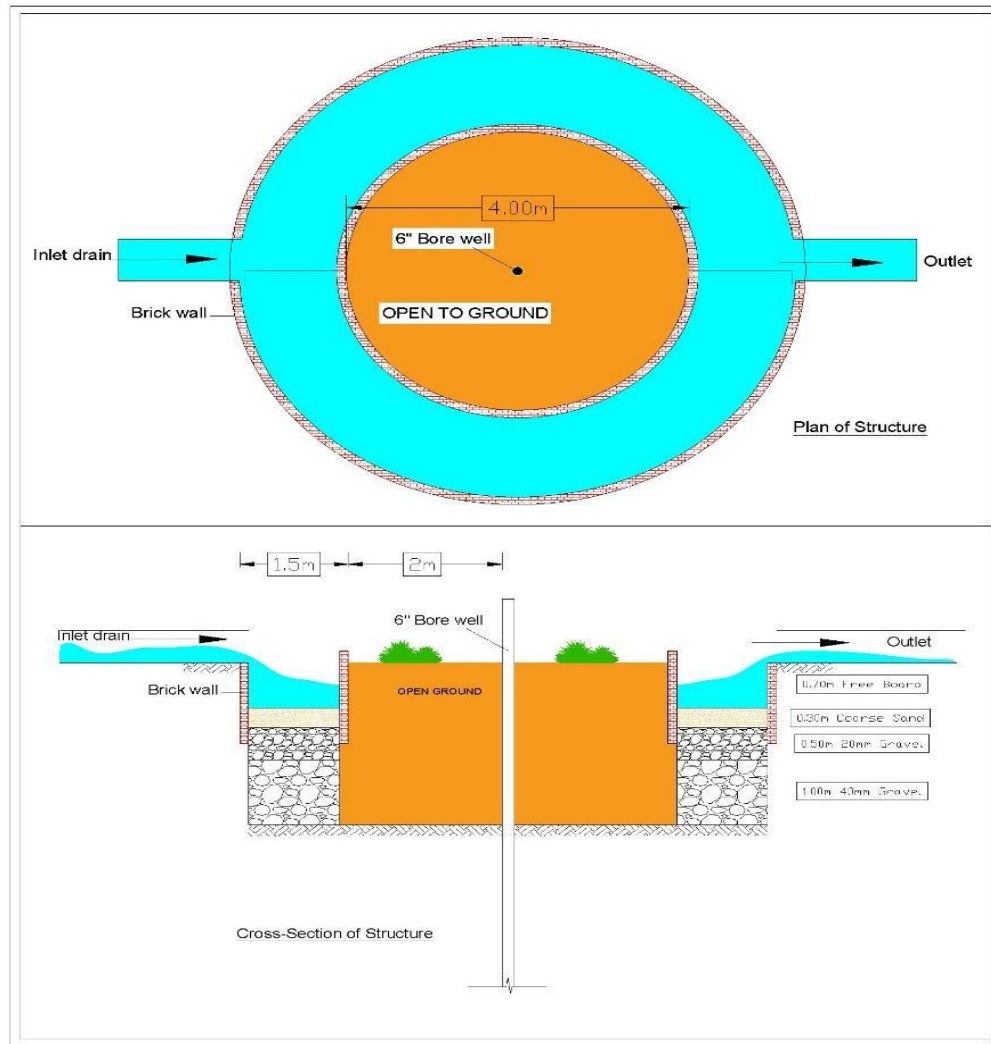 4.00m
6" Bore well
Inlet drain
Outlet
Brick wall
OPEN TO GROUND
Plan of Structure
1.5m
2m
6" Bore well
Inlet drain
Outlet
Brick wall
OPEN GROUND
0.70m Free Board
0.30m Coarse Sand
0.50m 20mm Gravel
1.00m 40mm Gravel
Cross-Section of Structure